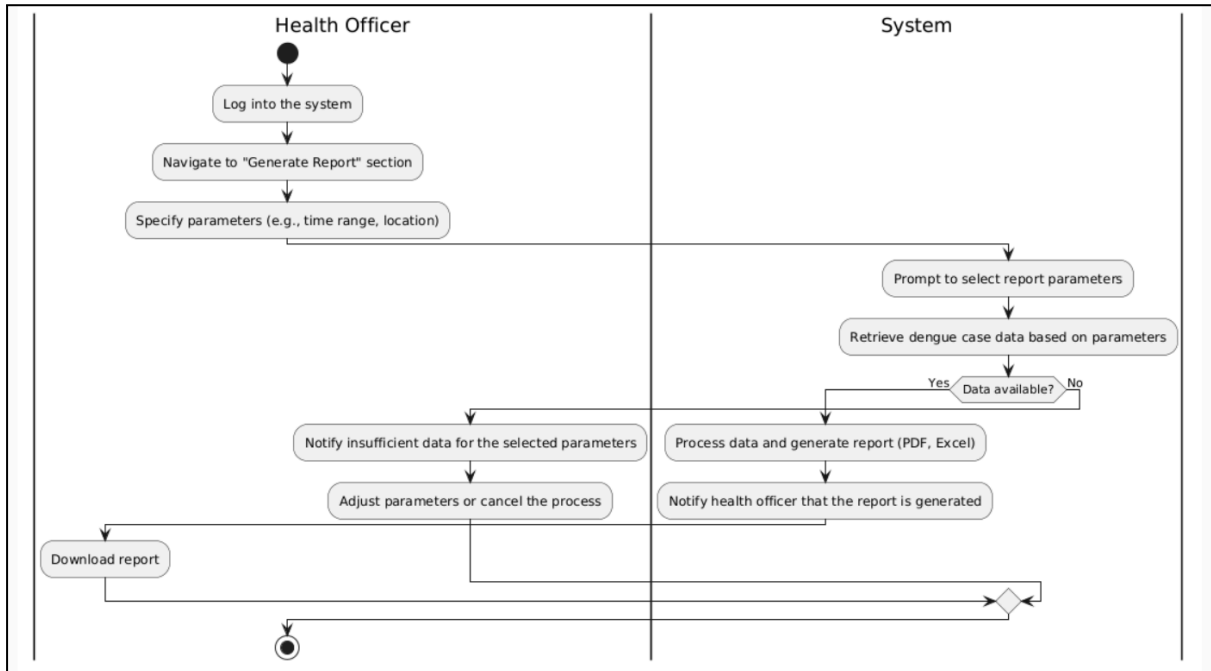 Health Officer
System
Log into the system
Navigate to "Generate Report" section
Specify parameters (e.g., time range, location)
Prompt to select report parameters
Retrieve dengue case data based on parameters
Yes
Data available?
No
Notify insufficient data for the selected parameters
Process data and generate report (PDF, Excel)
Adjust parameters or cancel the process
Notify health officer that the report is generated
Download report